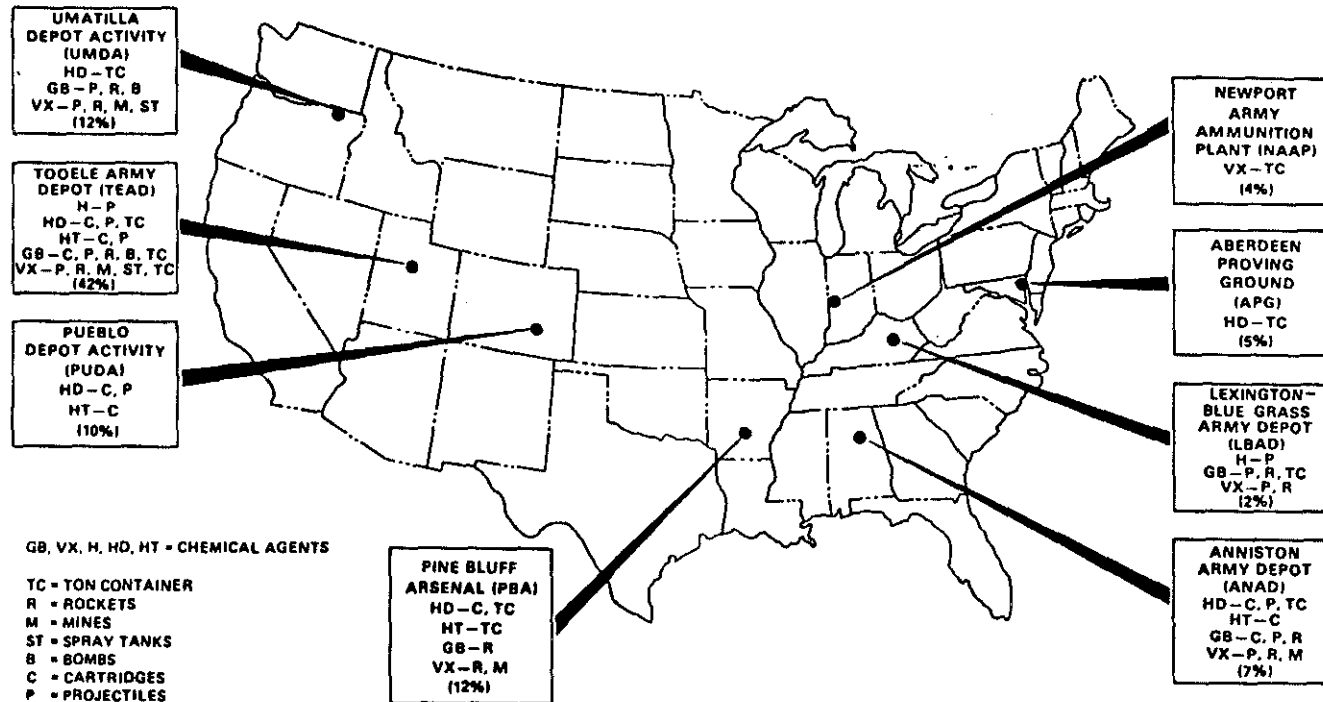 UMATILLA
DEPOT ACTIVITY
(UMDA)
HD–TC
GB–P, R, B
VX–P, R, M, ST
(12%)
TOOELE ARMY
DEPOT (TEAD)
H–P
HD–C, P, TC
HT–C, P
GB–C, P, R, B, TC
VX–P, R, M, ST, TC
(42%)
PUEBLO
DEPOT ACTIVITY
(PUDA)
HD–C, P
HT–C
(10%)
GB, VX, H, HD, HT = CHEMICAL AGENTS
TC = TON CONTAINER
R = ROCKETS
M = MINES
ST = SPRAY TANKS
B = BOMBS
C = CARTRIDGES
P = PROJECTILES
PINE BLUFF
ARSENAL (PBA)
HD–C, TC
HT–TC
GB–R
VX–R, M
(12%)
NEWPORT
ARMY
AMMUNITION
PLANT (NAAP)
VX–TC
(4%)
ABERDEEN
PROVING
GROUND
(APG)
HD–TC
(5%)
LEXINGTON–
BLUE GRASS
ARMY DEPOT
(LBAD)
H–P
GB–P, R, TC
VX–P, R
(2%)
ANNISTON
ARMY DEPOT
(ANAD)
HD–C, P, TC
HT–C
GB–C, P, R
VX–P, R, M
(7%)